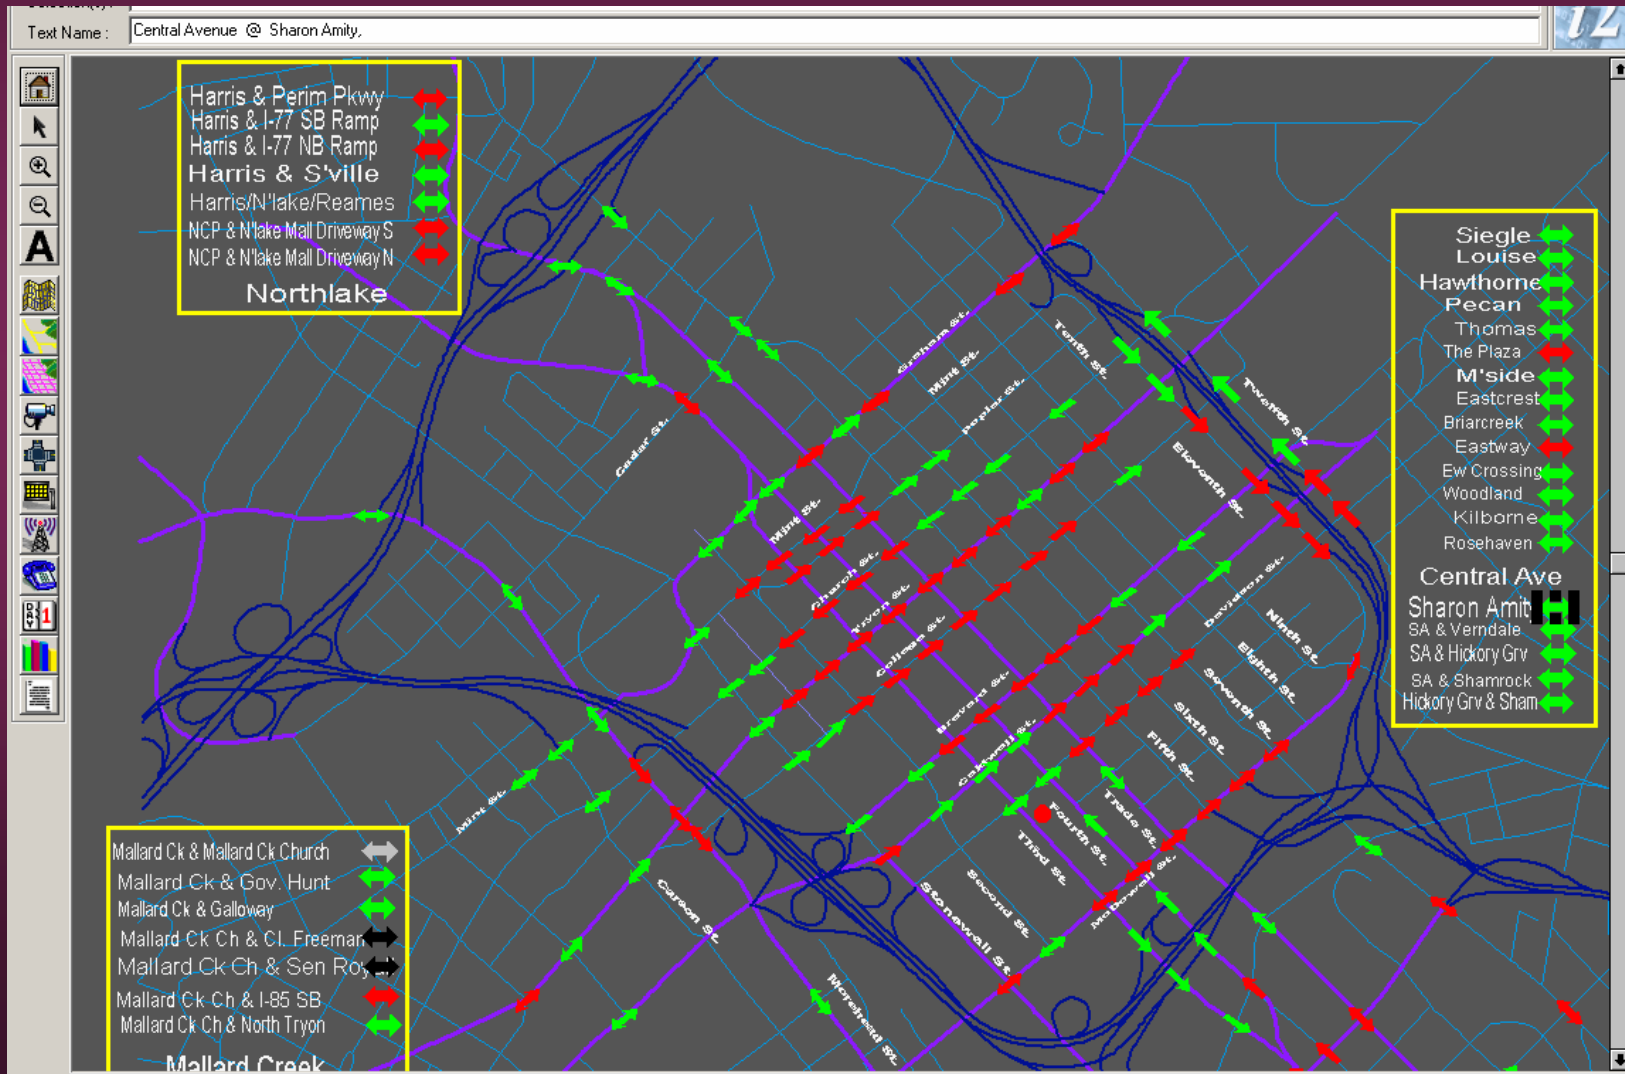 Text Name :
Central Avenue @ Sharon Amity,
i2
Harris & Perim Pkwy
Harris & I-77 SB Ramp
Harris & I-77 NB Ramp
Harris & S'ville
Harris/N'lake/Reames
NCP & N'lake Mall Driveway S
NCP & N'lake Mall Driveway N
Northlake
Siegle
Louise
Hawthorne
Pecan
Thomas
The Plaza
M'side
Eastcrest
Briarcreek
Eastway
Ew Crossing
Woodland
Kilborne
Rosehaven
Central Ave
Sharon Amity
SA & Verndale
SA & Hickory Grv
SA & Shamrock
Hickory Grv & Sham
Graham St.
Mint St.
Poplar St.
Tenth St.
Twelfth St.
Cedar St.
Eleventh St.
Mint St.
Church St.
Tryon St.
College St.
Davidson St.
Ninth St.
Eighth St.
Seventh St.
Sixth St.
Fifth St.
Brevard St.
Caldwell St.
Trade St.
Fourth St.
Third St.
McDowell St.
Second St.
Stonewall St.
Mint St.
Carson St.
Morehead St.
Mallard Ck & Mallard Ck Church
Mallard Ck & Gov. Hunt
Mallard Ck & Galloway
Mallard Ck Ch & Cl. Freeman
Mallard Ck Ch & Sen Royall
Mallard Ck Ch & I-85 SB
Mallard Ck Ch & North Tryon
Mallard Creek
A
DAY
1